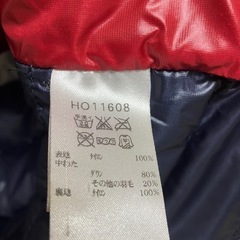 HO11608
表地 ナイロン 100%
中わた
ダウン 80%
その他の羽毛 20%
裏地 ナイロン 100%